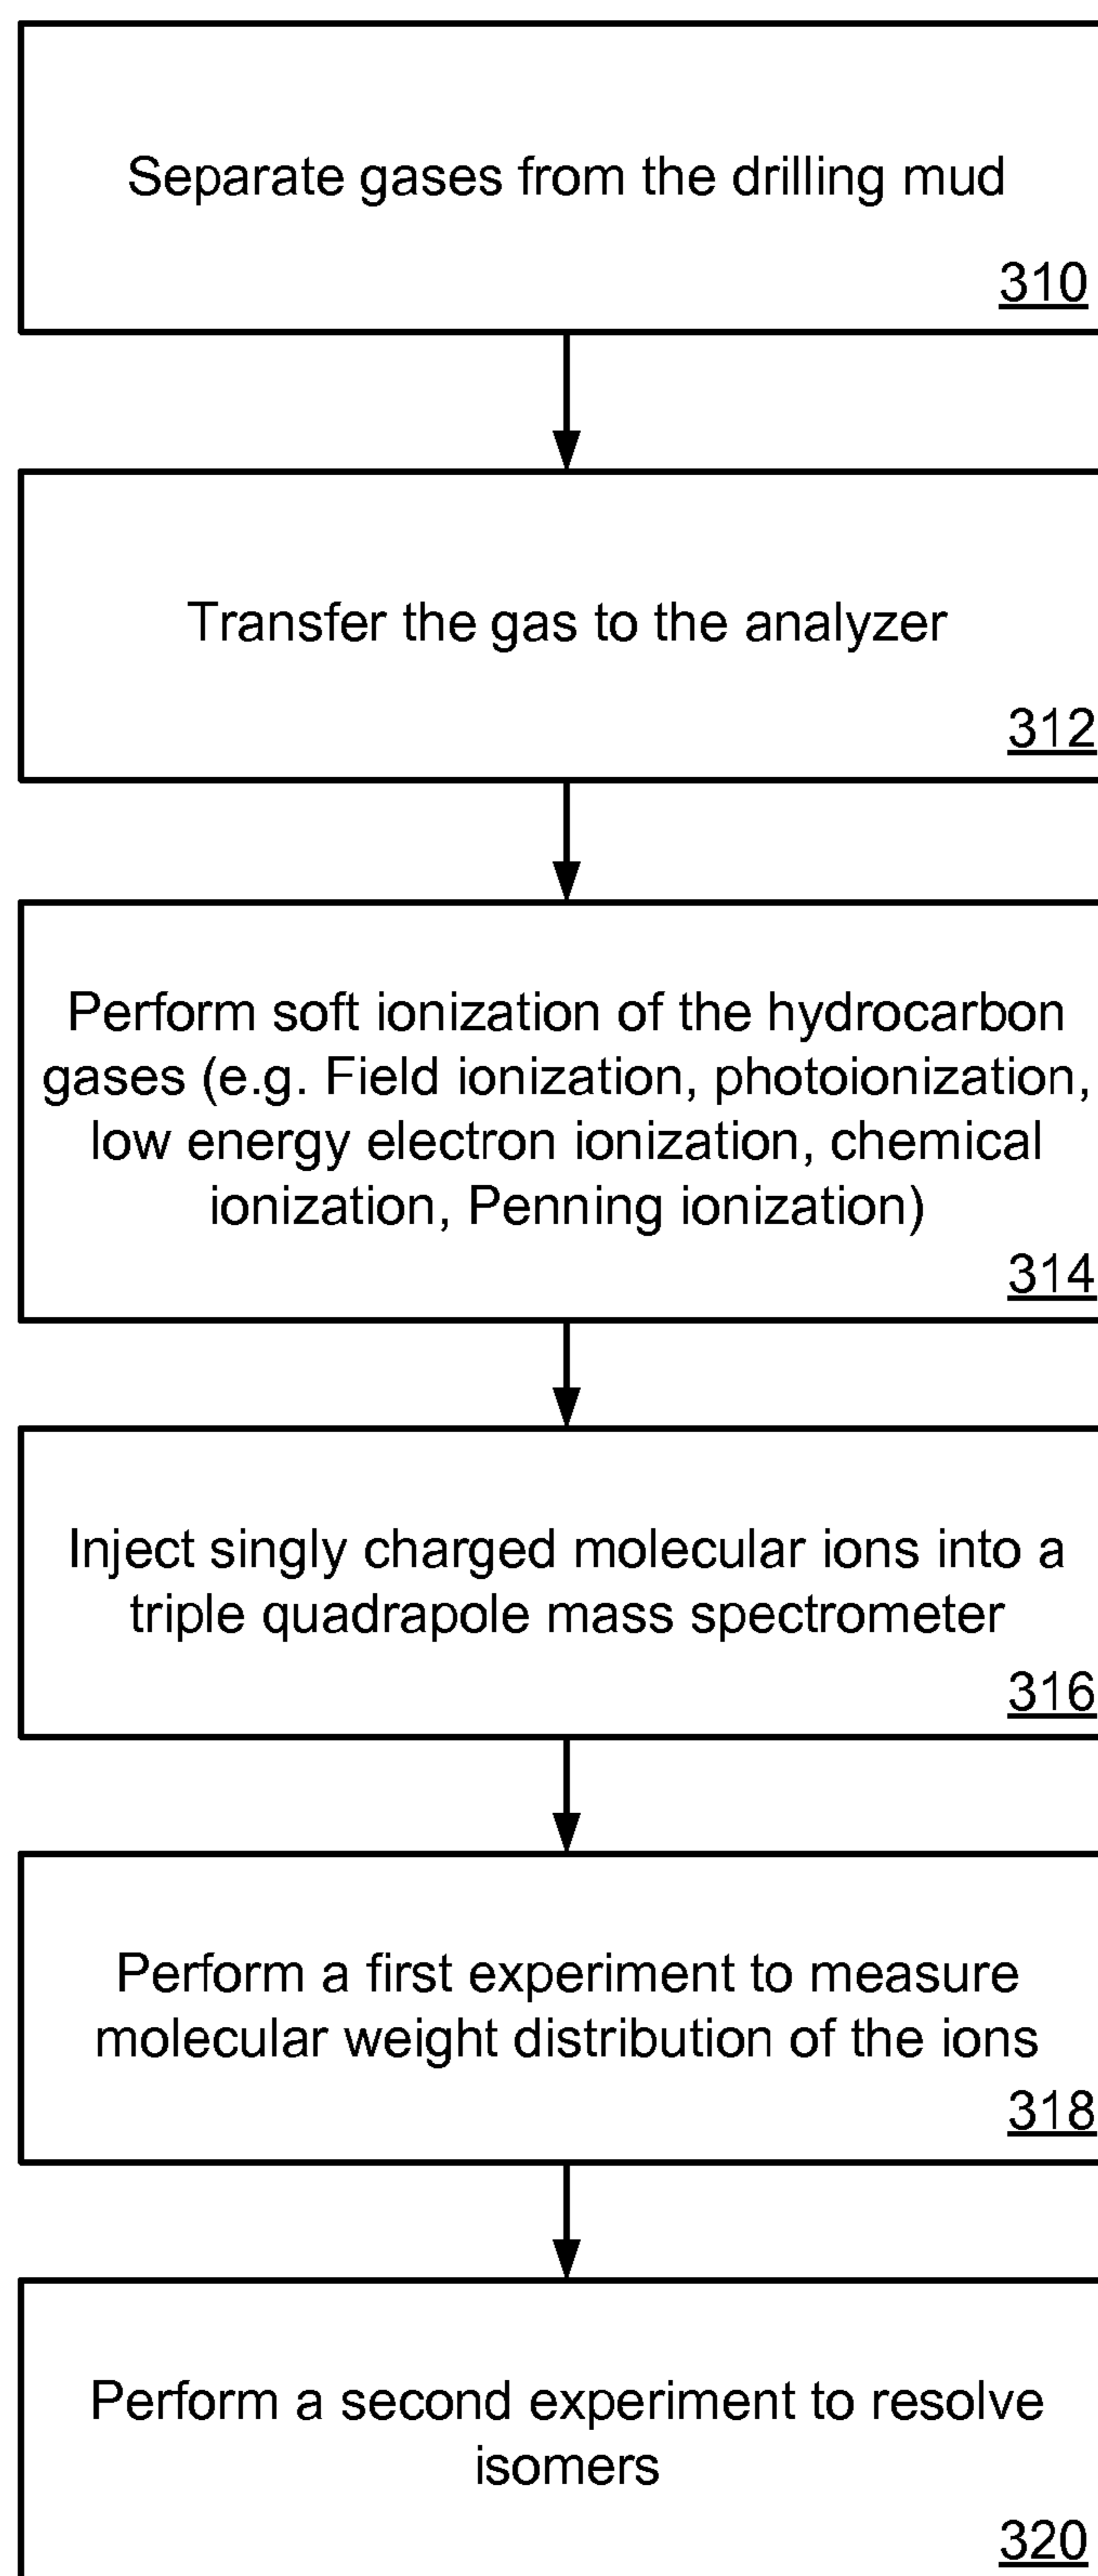 Separate gases from the drilling mud
310
Transfer the gas to the analyzer
312
Perform soft ionization of the hydrocarbon
gases (e.g. Field ionization, photoionization,
low energy electron ionization, chemical
ionization, Penning ionization)
314
Inject singly charged molecular ions into a
triple quadrapole mass spectrometer
316
Perform a first experiment to measure
molecular weight distribution of the ions
318
Perform a second experiment to resolve
isomers
320